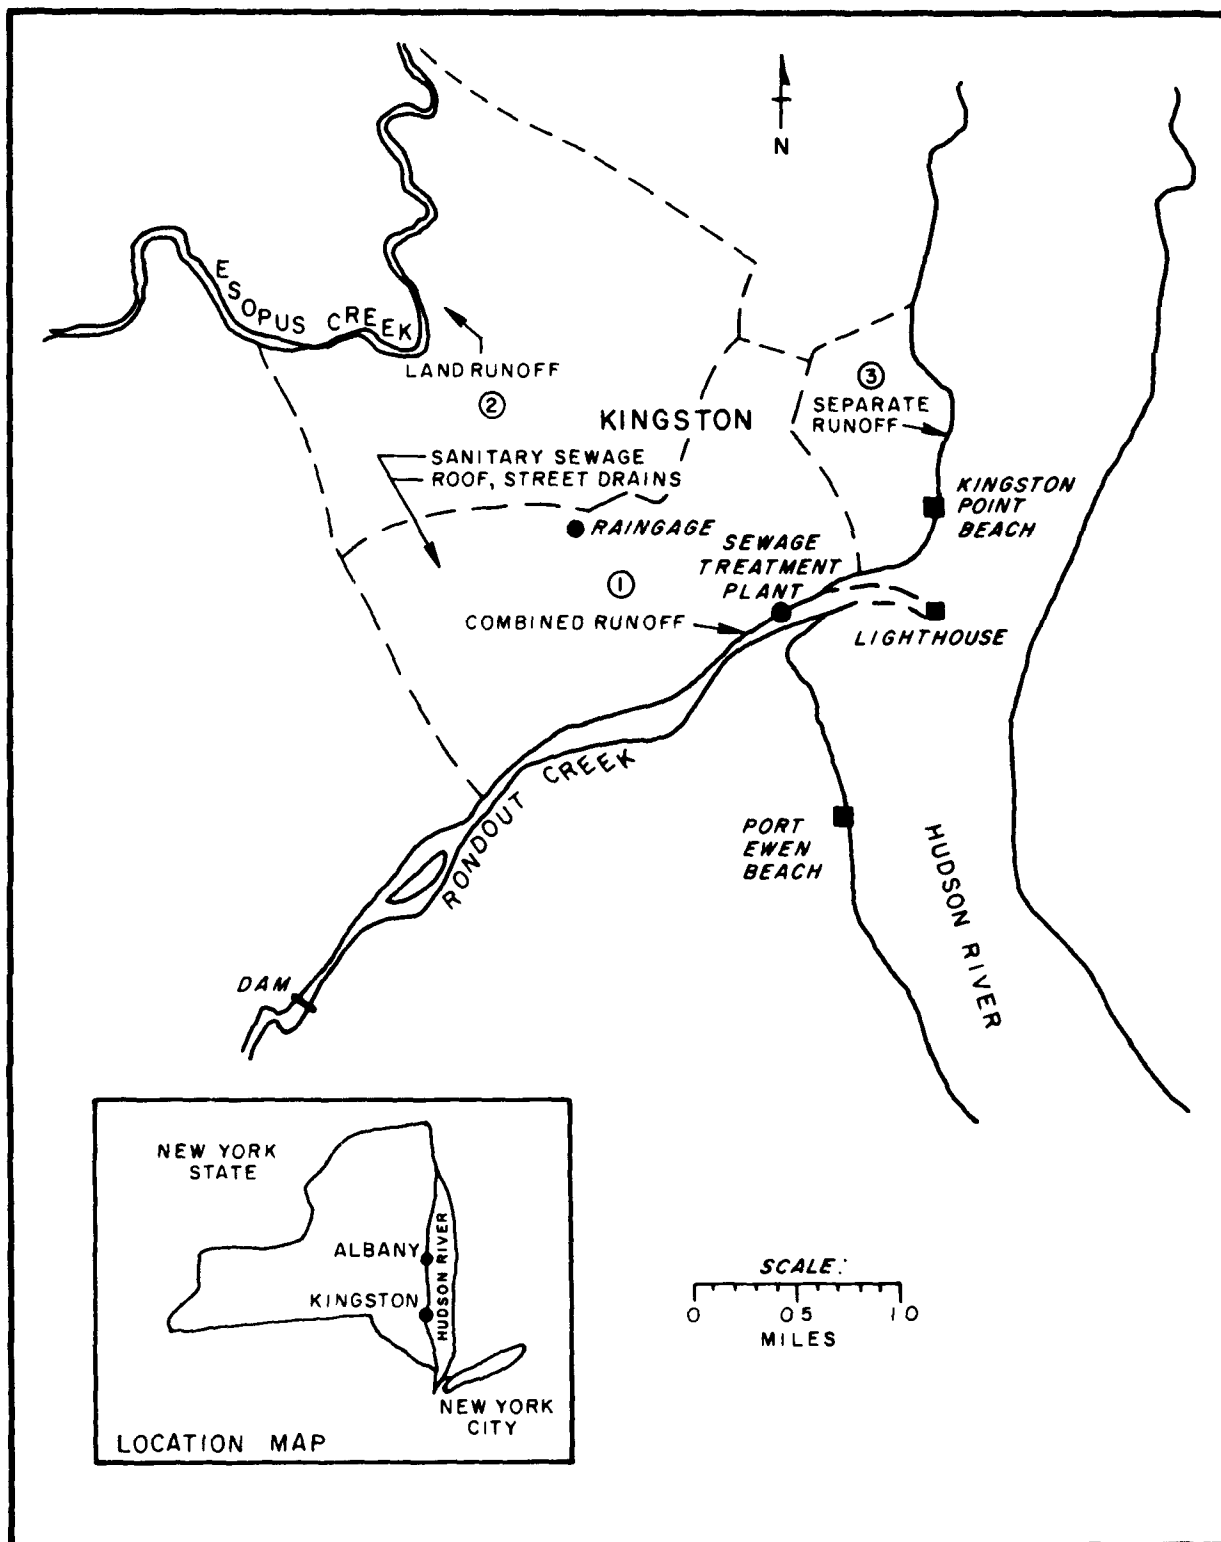 N
ESOPUS CREEK
LAND RUNOFF
②
③
SEPARATE
RUNOFF
KINGSTON
SANITARY SEWAGE
ROOF, STREET DRAINS
KINGSTON
POINT
BEACH
RAINGAGE
SEWAGE
TREATMENT
PLANT
①
COMBINED RUNOFF
LIGHTHOUSE
RONDOUT CREEK
PORT
EWEN
BEACH
HUDSON RIVER
DAM
NEW YORK
STATE
ALBANY
KINGSTON
HUDSON RIVER
NEW YORK
CITY
LOCATION MAP
SCALE:
0 0.5 1.0
MILES